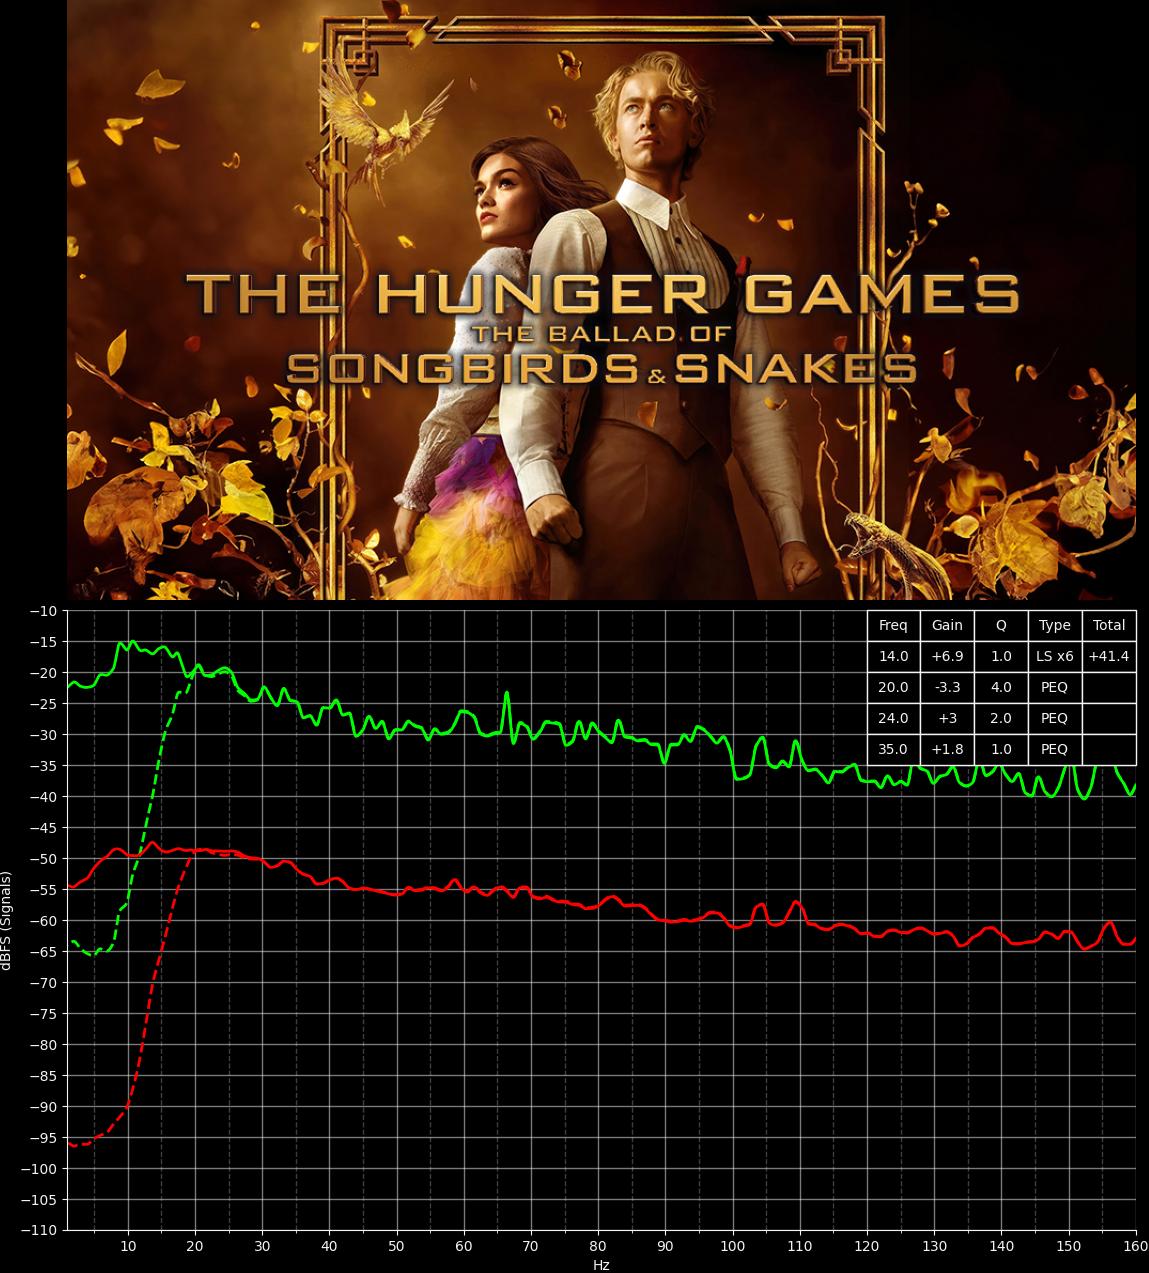 THE HUNGER GAMES
THE BALLAD OF
SONGBIRDS & SNAKES
Freq Gain Q Type Total
14.0 +6.9 1.0 LS x6 +41.4
20.0 -3.3 4.0 PEQ
24.0 +3 2.0 PEQ
35.0 +1.8 1.0 PEQ
−10
−15
−20
−25
−30
−35
−40
−45
−50
−55
−60
−65
−70
−75
−80
−85
−90
−95
−100
−105
−110
dBFS (Signals)
10 20 30 40 50 60 70 80 90 100 110 120 130 140 150 160
Hz